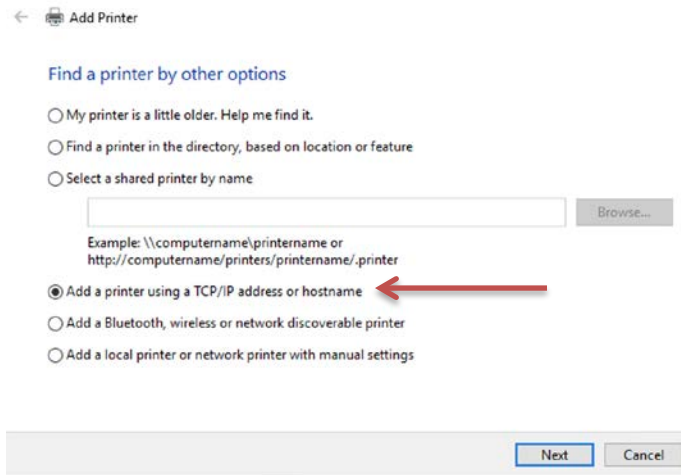 Add Printer
Find a printer by other options
My printer is a little older. Help me find it.
Find a printer in the directory, based on location or feature
Select a shared printer by name
Browse...
Example: \\computername\printername or
http://computername/printers/printername/.printer
Add a printer using a TCP/IP address or hostname
Add a Bluetooth, wireless or network discoverable printer
Add a local printer or network printer with manual settings
Next Cancel